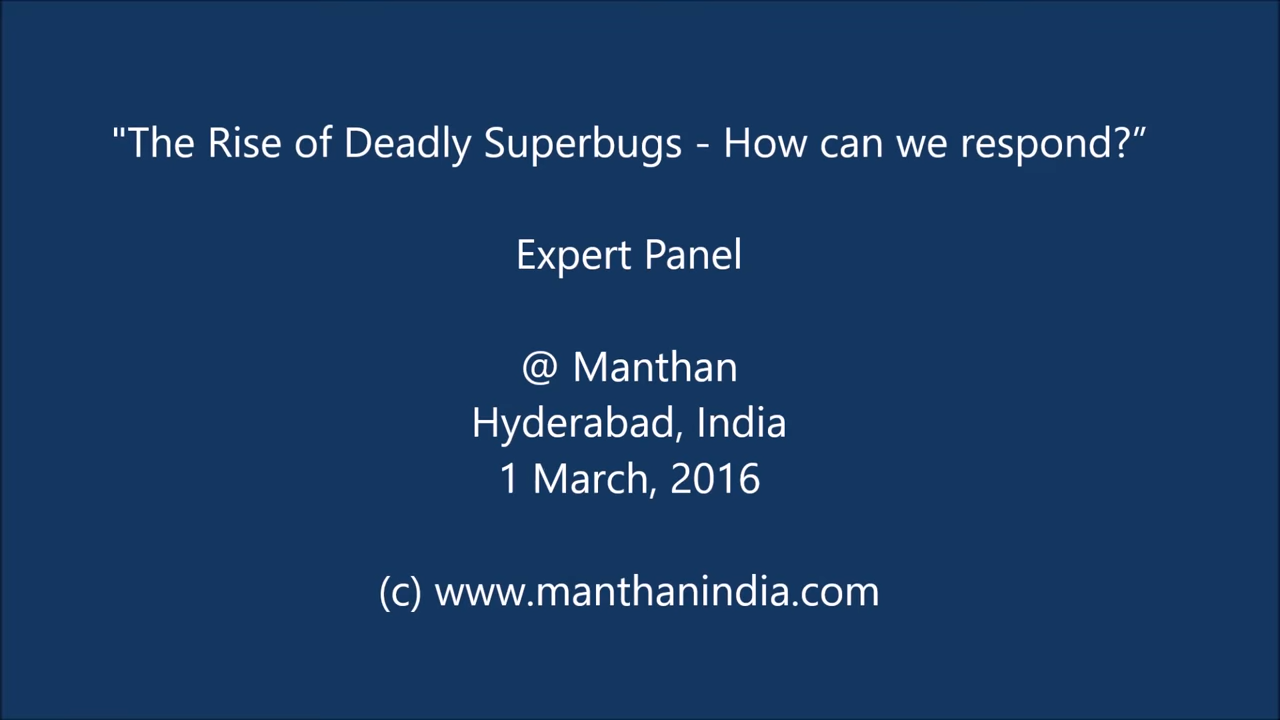 "The Rise of Deadly Superbugs - How can we respond?”
Expert Panel
@ Manthan
Hyderabad, India
1 March, 2016
(c) www.manthanindia.com